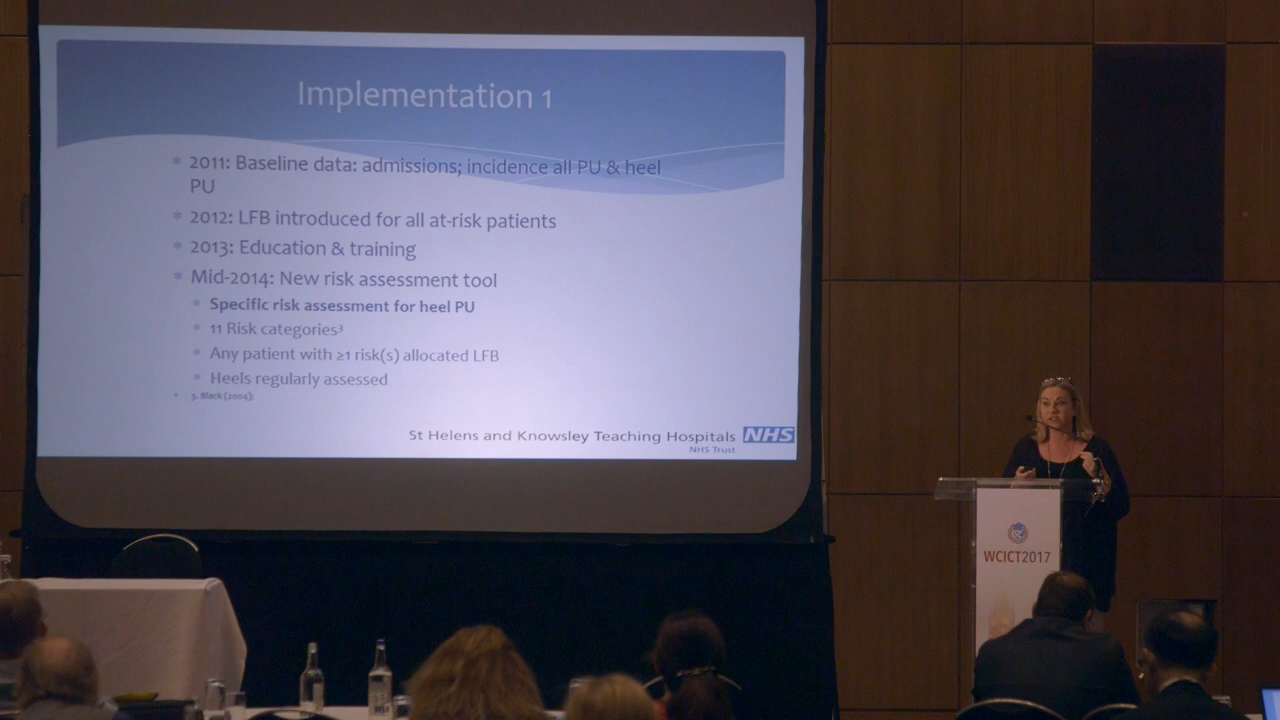 Implementation 1
* 2011: Baseline data: admissions; incidence all PU & heel
PU
* 2012: LFB introduced for all at-risk patients
* 2013: Education & training
* Mid-2014: New risk assessment tool
* Specific risk assessment for heel PU
* 11 Risk categories³
* Any patient with ≥1 risk(s) allocated LFB
* Heels regularly assessed
* 3. Black (2004);
St Helens and Knowsley Teaching Hospitals NHS
NHS Trust
WCICT2017